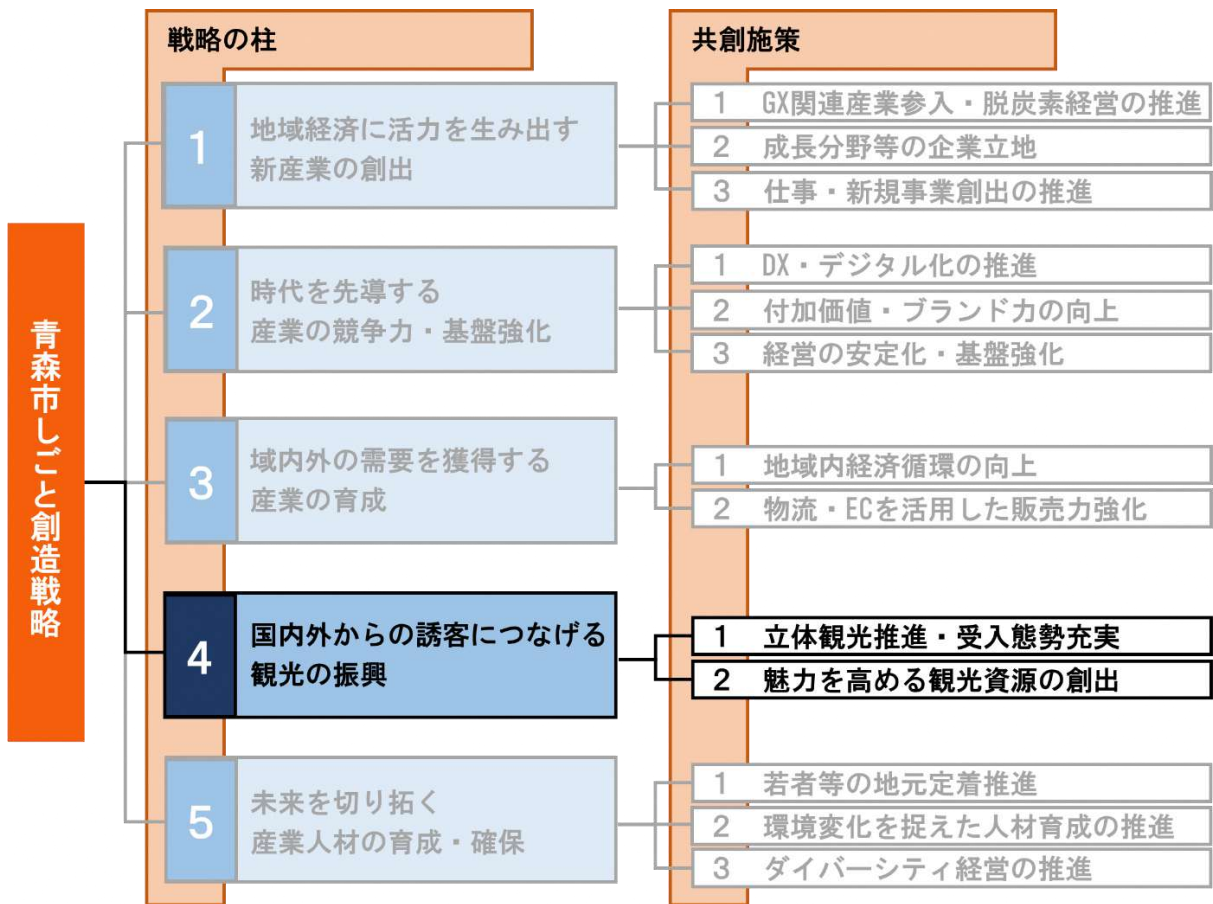 戦略の柱
共創施策
青森市しごと創造戦略
1
地域経済に活力を生み出す
新産業の創出
1 GX関連産業参入・脱炭素経営の推進
2 成長分野等の企業立地
3 仕事・新規事業創出の推進
2
時代を先導する
産業の競争力・基盤強化
1 DX・デジタル化の推進
2 付加価値・ブランド力の向上
3 経営の安定化・基盤強化
3
域内外の需要を獲得する
産業の育成
1 地域内経済循環の向上
2 物流・ECを活用した販売力強化
4
国内外からの誘客につなげる
観光の振興
1 立体観光推進・受入態勢充実
2 魅力を高める観光資源の創出
5
未来を切り拓く
産業人材の育成・確保
1 若者等の地元定着推進
2 環境変化を捉えた人材育成の推進
3 ダイバーシティ経営の推進